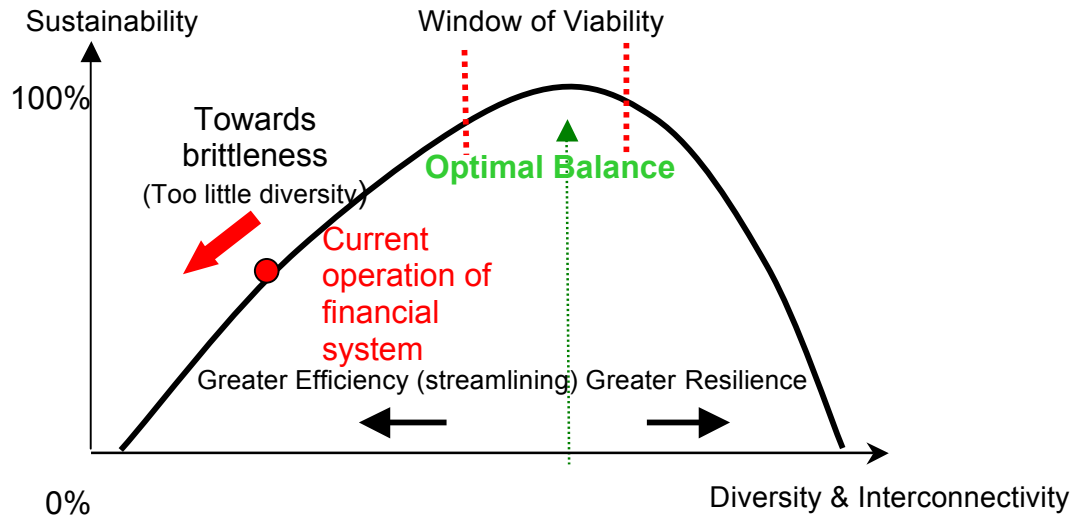 Sustainability
Window of Viability
100%
Towards
brittleness
(Too little diversity)
Optimal Balance
Current
operation of
financial
system
Greater Efficiency (streamlining) Greater Resilience
0%
Diversity & Interconnectivity